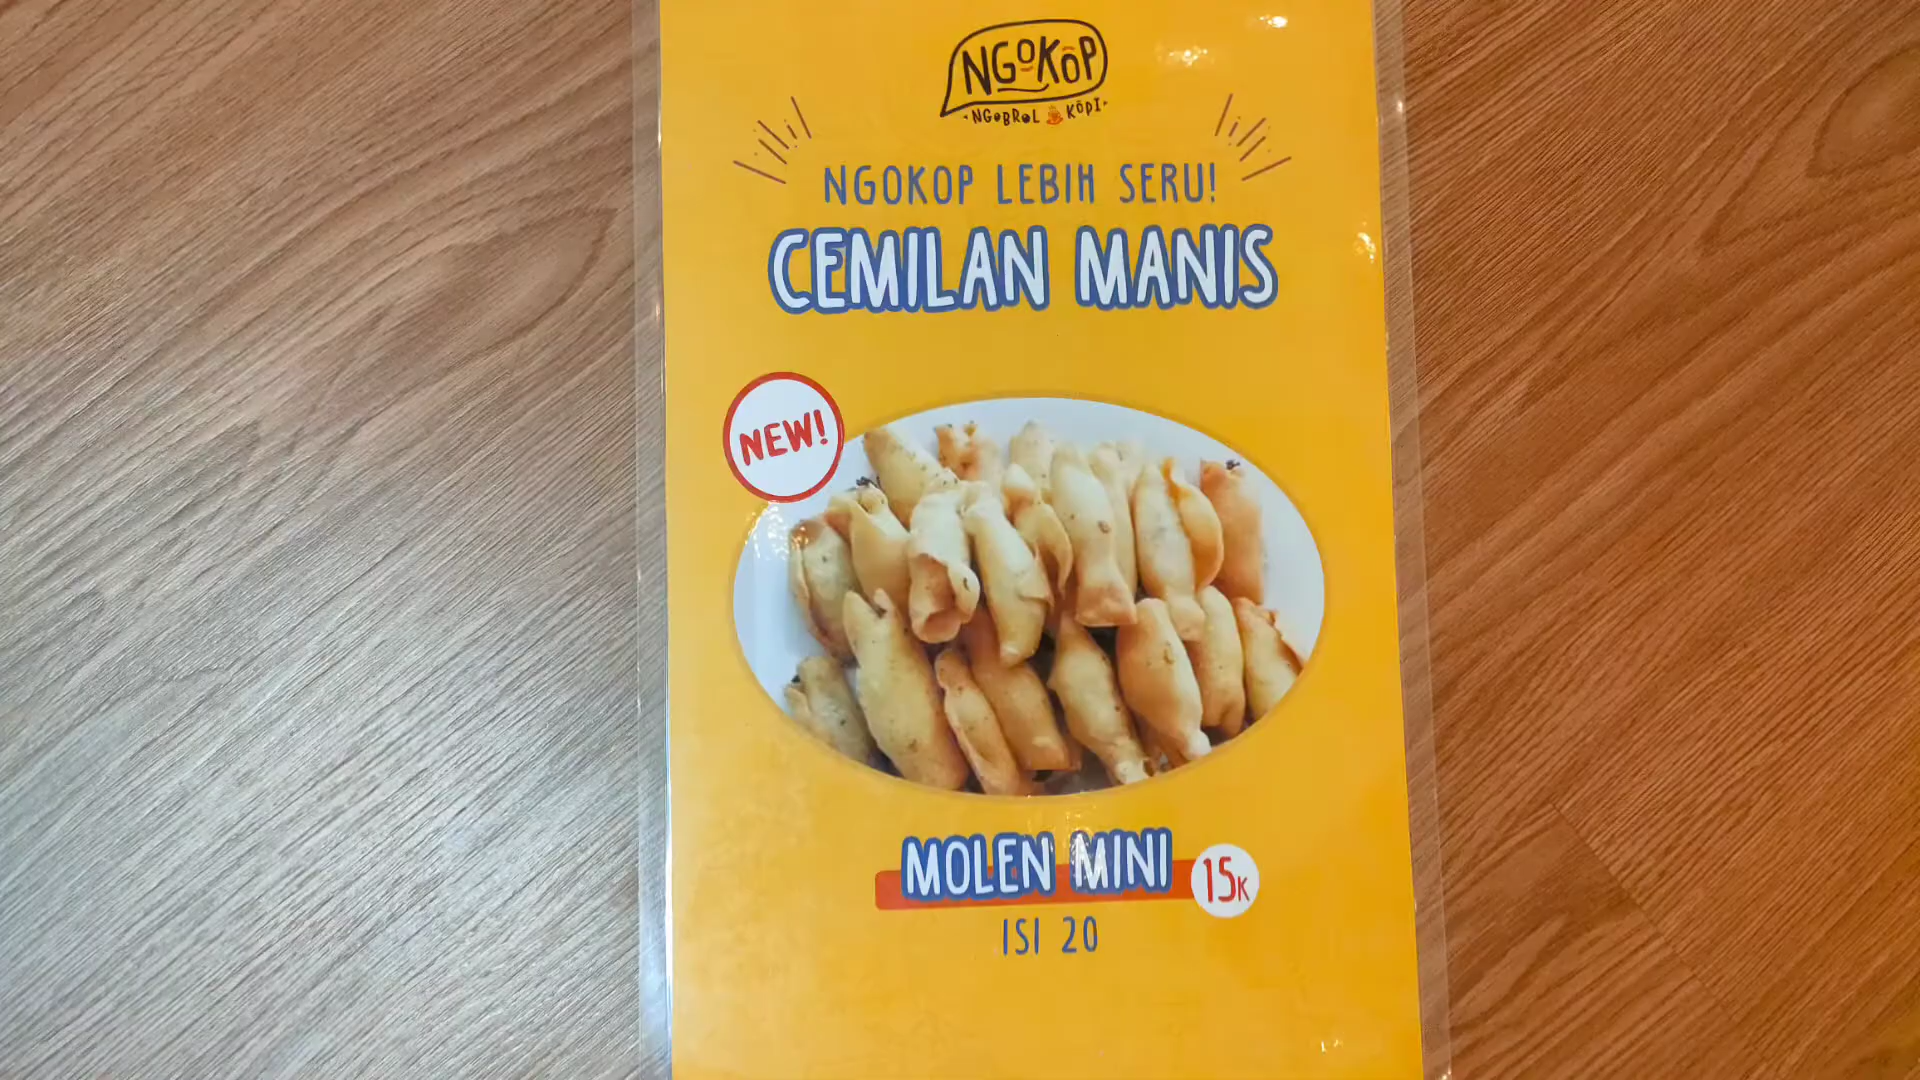 NGOKOP
NGOBROL KOPI
NGOKOP LEBIH SERU!
CEMILAN MANIS
NEW!
MOLEN MINI 15K
ISI 20